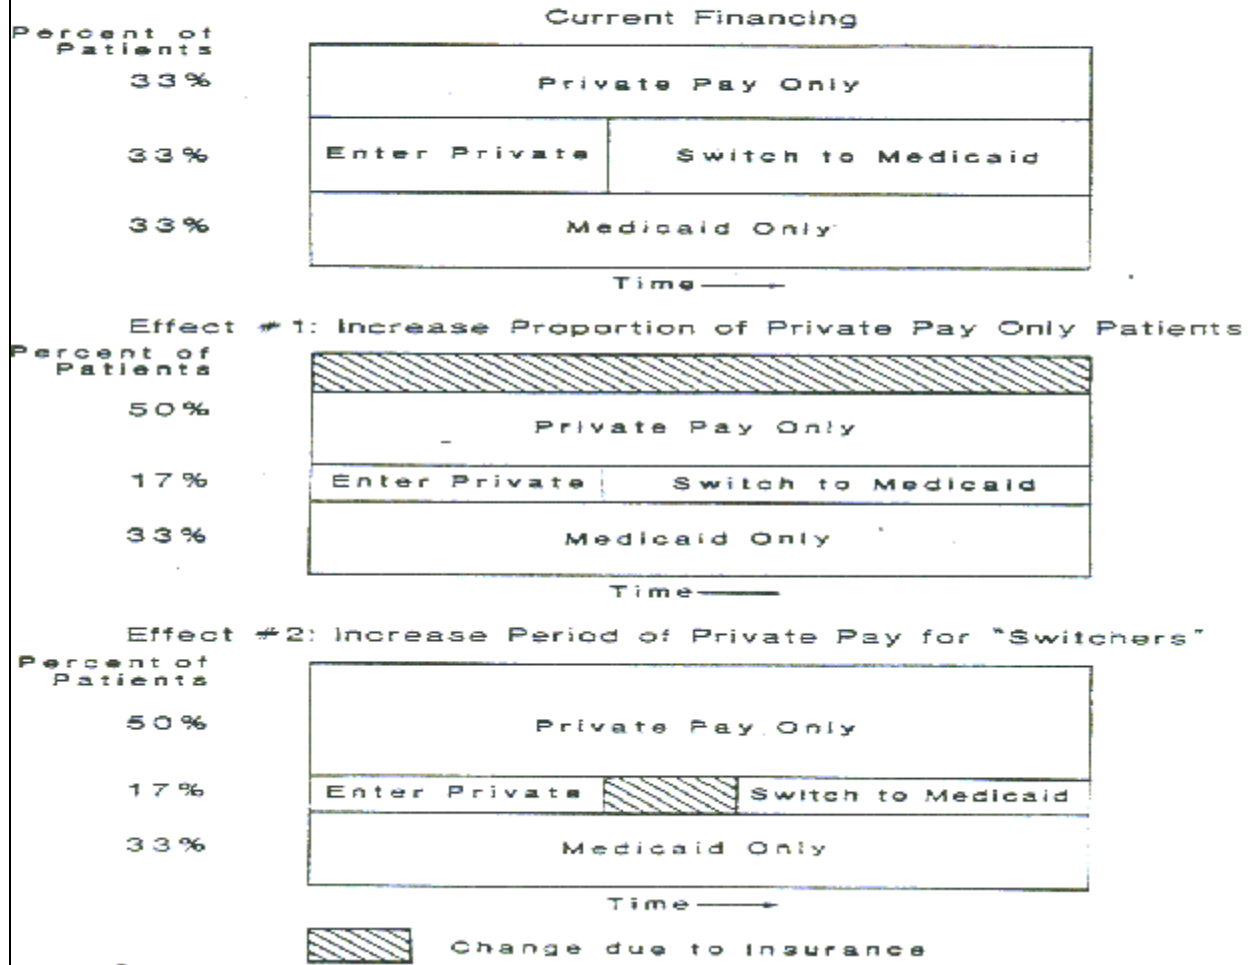 Current Financing
Percent of
Patients
33% Private Pay Only
33% Enter Private Switch to Medicaid
33% Medicaid Only
Time
Effect #1: Increase Proportion of Private Pay Only Patients
Percent of
Patients
50% Private Pay Only
17% Enter Private Switch to Medicaid
33% Medicaid Only
Time
Effect #2: Increase Period of Private Pay for "Switchers"
Percent of
Patients
50% Private Pay Only
17% Enter Private Switch to Medicaid
33% Medicaid Only
Time
Change due to Insurance